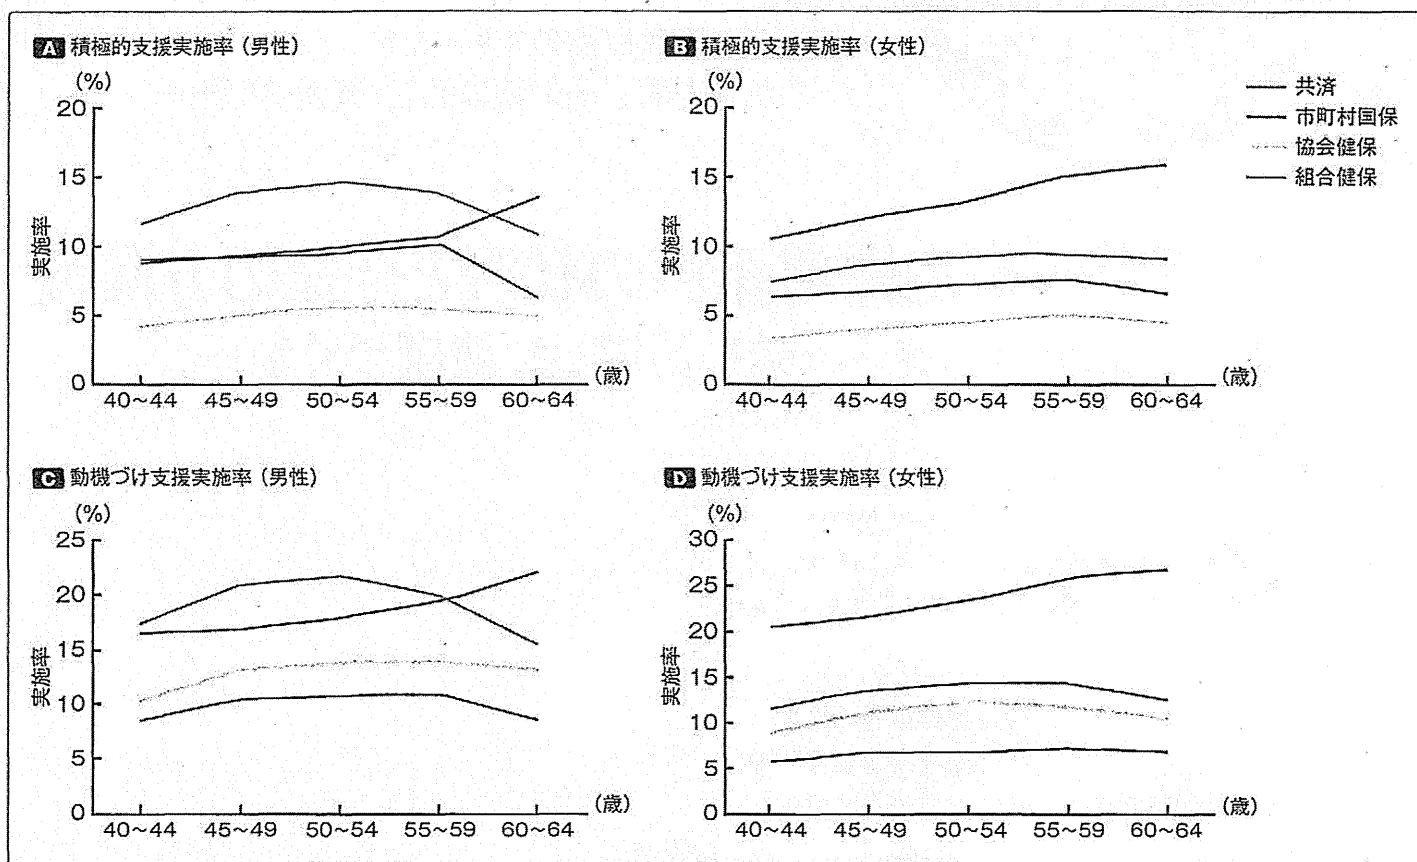 A 積極的支援実施率（男性）
(%)
20
15
10
5
0
実施率
40～44 45～49 50～54 55～59 60～64
(歳)
B 積極的支援実施率（女性）
(%)
20
15
10
5
0
実施率
40～44 45～49 50～54 55～59 60～64
(歳)
共済
市町村国保
協会健保
組合健保
C 動機づけ支援実施率（男性）
(%)
25
20
15
10
5
0
実施率
40～44 45～49 50～54 55～59 60～64
(歳)
D 動機づけ支援実施率（女性）
(%)
30
25
20
15
10
5
0
実施率
40～44 45～49 50～54 55～59 60～64
(歳)